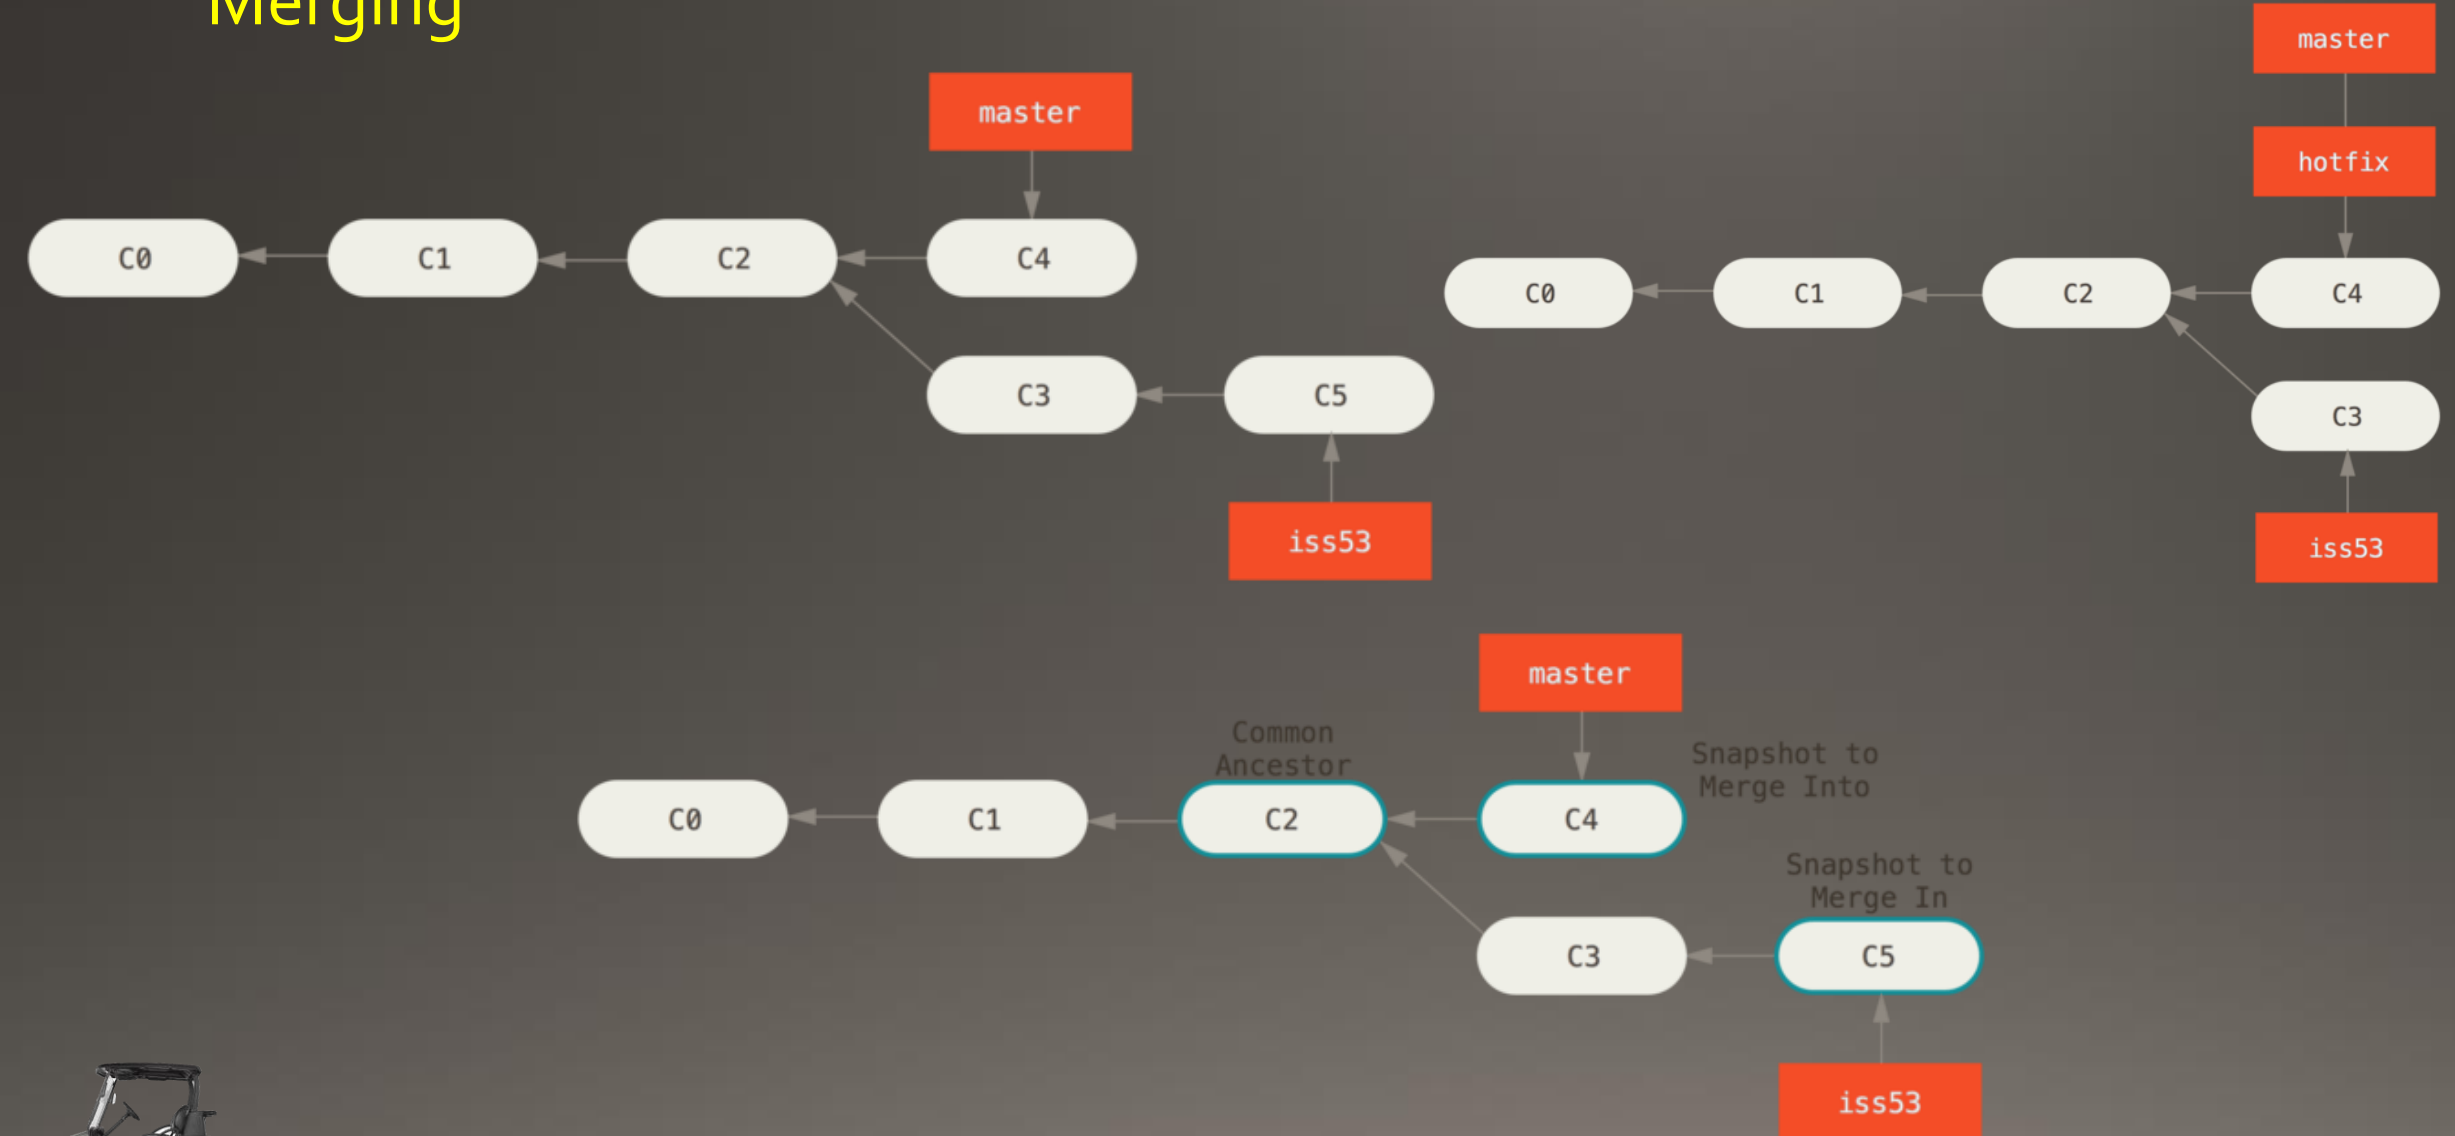 Merging
master
C0
C1
C2
C4
C3
C5
iss53
master
hotfix
C0
C1
C2
C4
C3
iss53
master
Common
Ancestor
Snapshot to
Merge Into
C0
C1
C2
C4
Snapshot to
Merge In
C3
C5
iss53